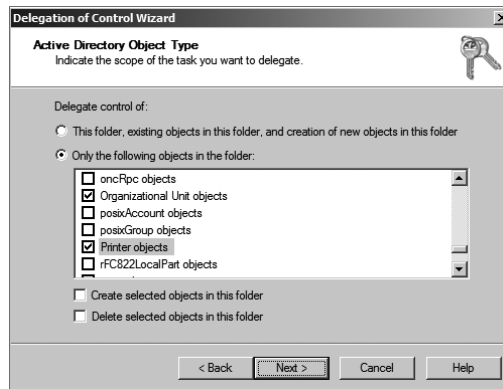 Delegation of Control Wizard
Active Directory Object Type
Indicate the scope of the task you want to delegate.
Delegate control of:
This folder, existing objects in this folder, and creation of new objects in this folder
Only the following objects in the folder:
oncRpc objects
Organizational Unit objects
posixAccount objects
posixGroup objects
Printer objects
rFC822LocalPart objects
Create selected objects in this folder
Delete selected objects in this folder
< Back Next > Cancel Help